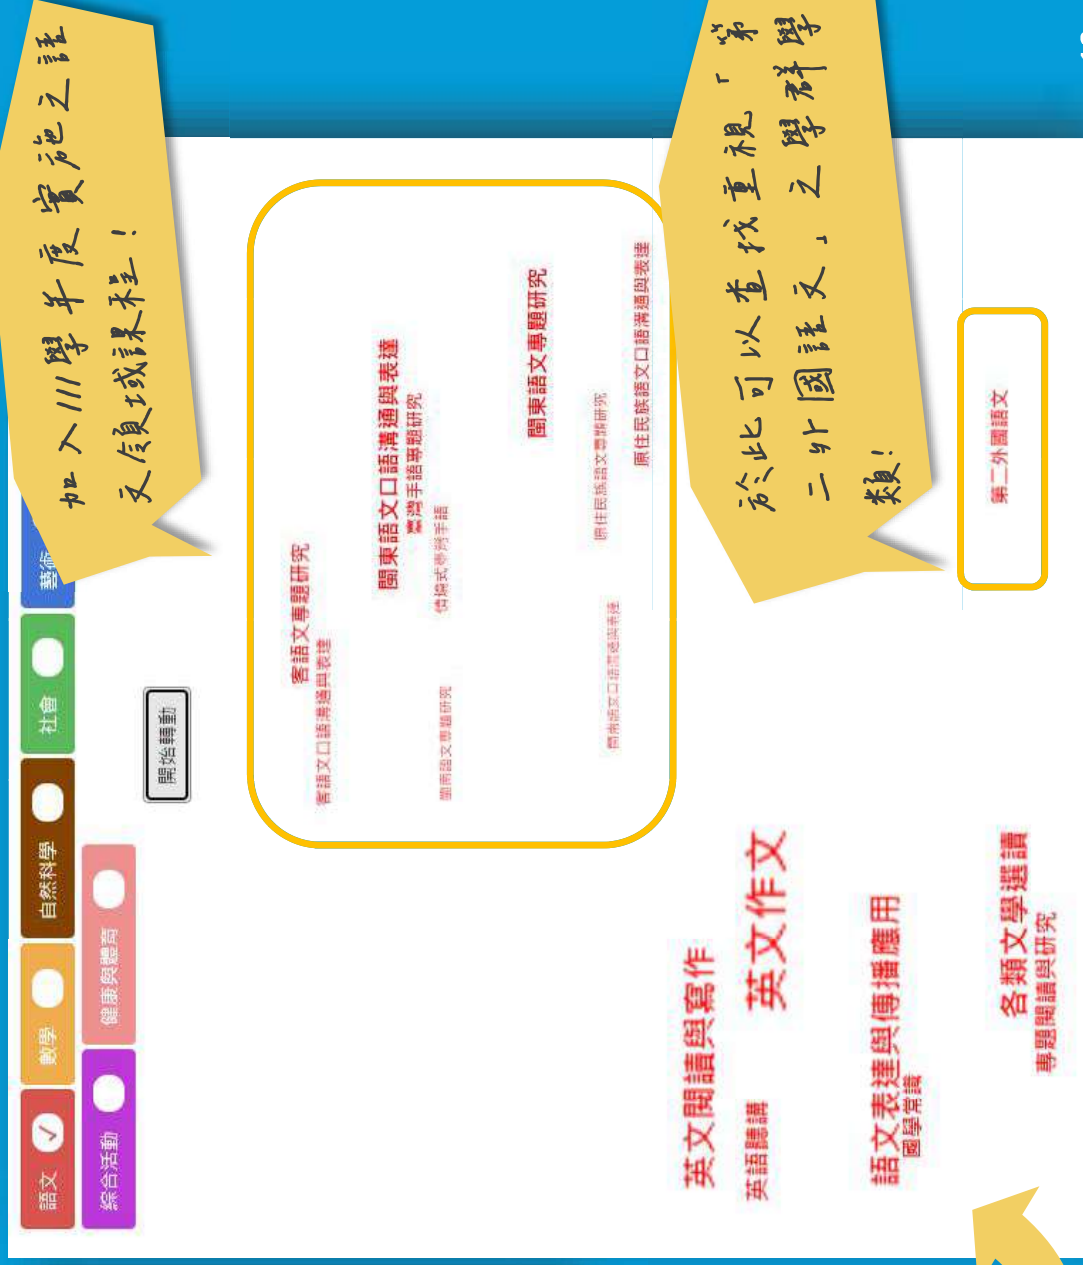 語文
數學
自然科學
社會
藝術
綜合活動
健康與體育
開始轉動
加入111學年度實施之語
文領域課程！
客語文專題研究
客語文口語溝通與表達
閩東語文口語溝通與表達
臺灣手語專題研究
閩南語文專題研究
閩東語文專題研究
原住民族語文專題研究
閩南語文口語溝通與表達
原住民族語文口語溝通與表達
英文閱讀與寫作
英語聽講
英文作文
於此可以查找重視「第
二外國語文」之學群學
類！
語文表達與傳播應用
國學常識
第二外國語文
各類文學選讀
專題閱讀與研究